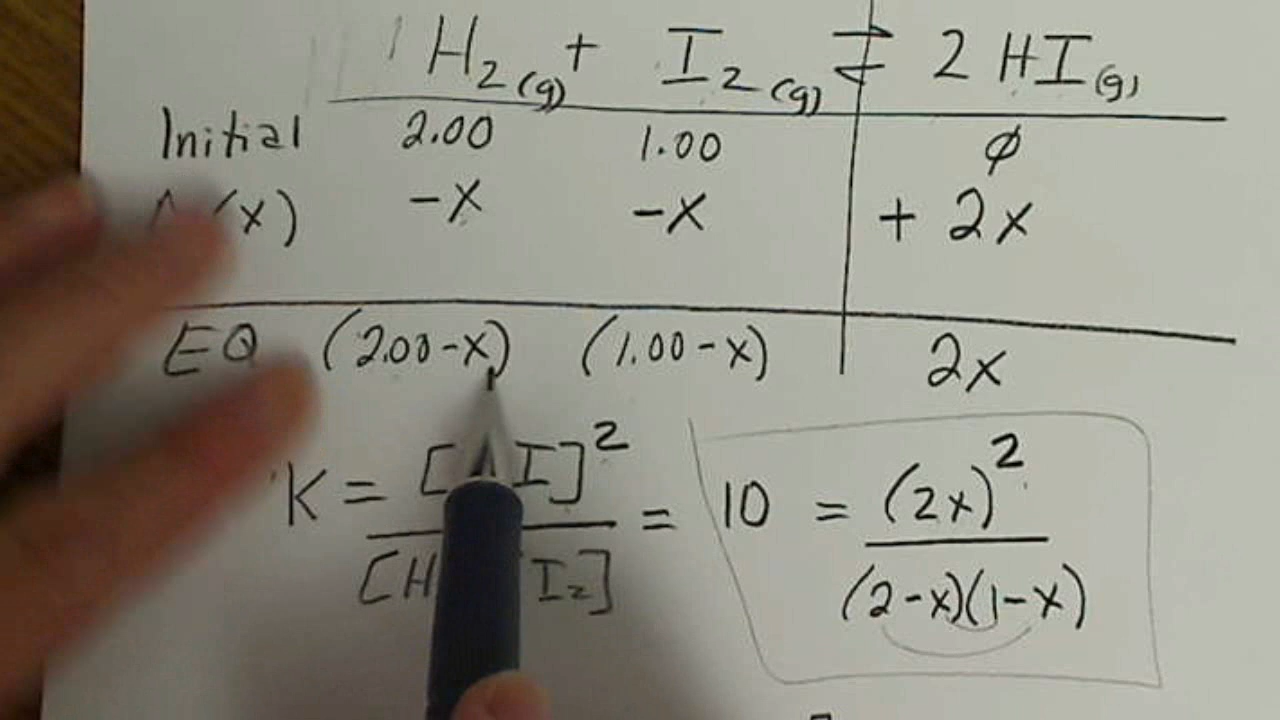 1 H₂(g) + I₂(g) ⇄ 2 HI(g)
Initial 2.00 1.00 ∅
(x) -x -x + 2x
EQ (2.00-x) (1.00-x) 2x
K = [ I]² / [H I₂] = 10 = (2x)² / (2-x)(1-x)